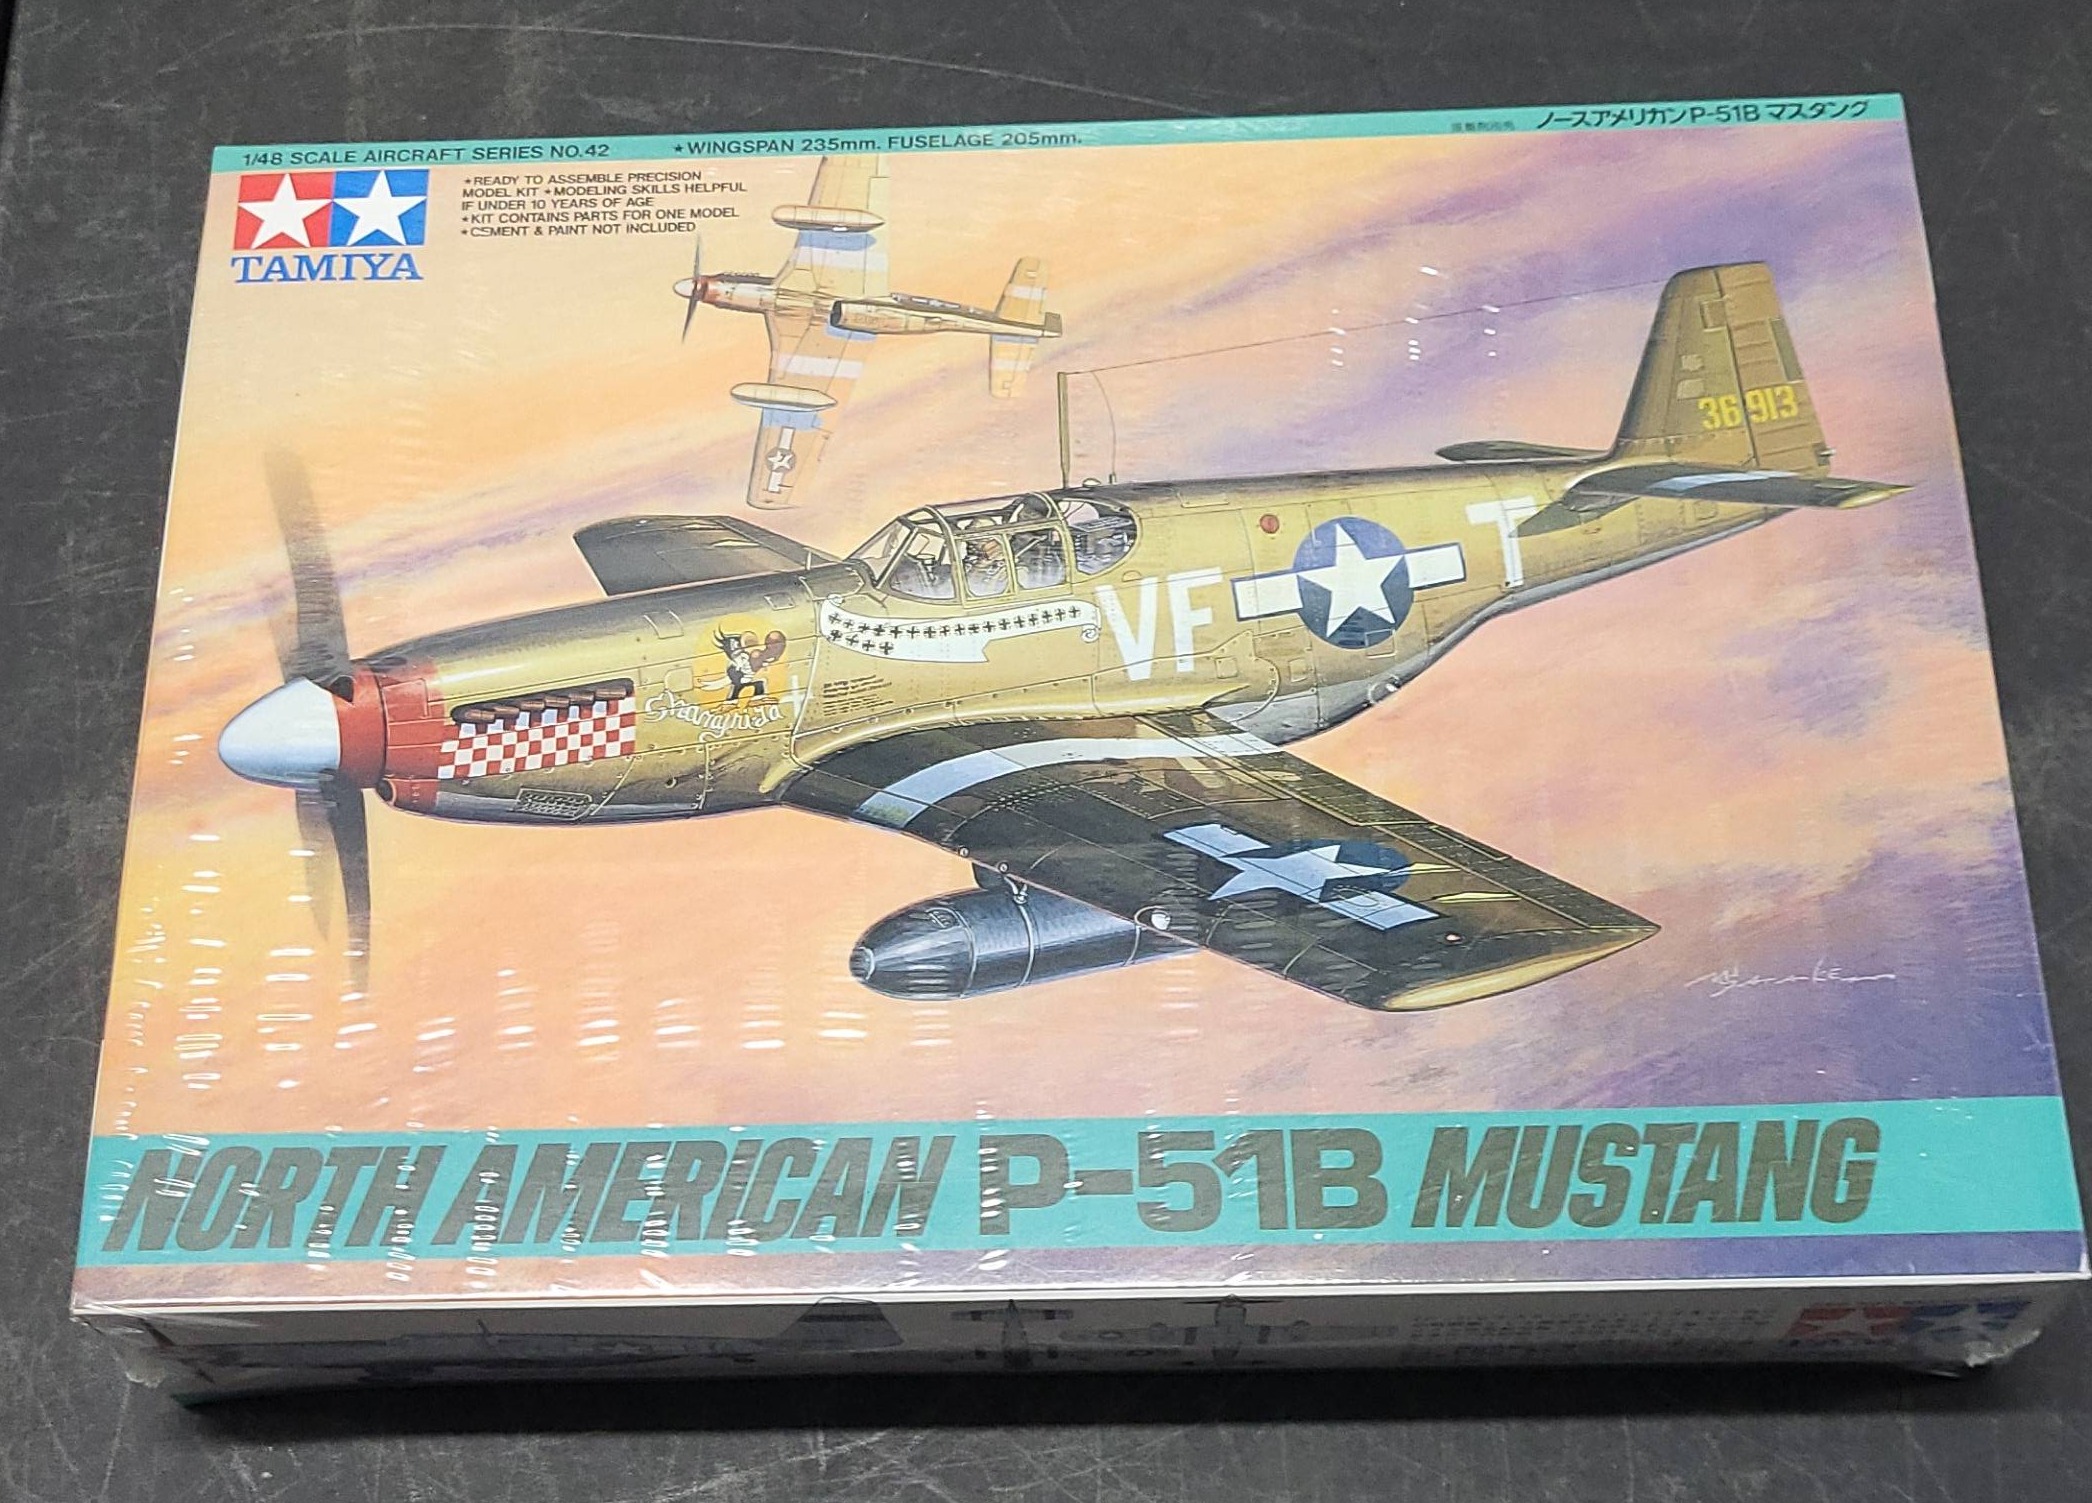 1/48 SCALE AIRCRAFT SERIES NO.42
★WINGSPAN 235mm. FUSELAGE 205mm.
ノースアメリカン P-51B マスタング
TAMIYA
★READY TO ASSEMBLE PRECISION
MODEL KIT ★MODELING SKILLS HELPFUL
IF UNDER 10 YEARS OF AGE
★KIT CONTAINS PARTS FOR ONE MODEL
★CEMENT & PAINT NOT INCLUDED
36913
VF T
Shangrila
NORTH AMERICAN P-51B MUSTANG